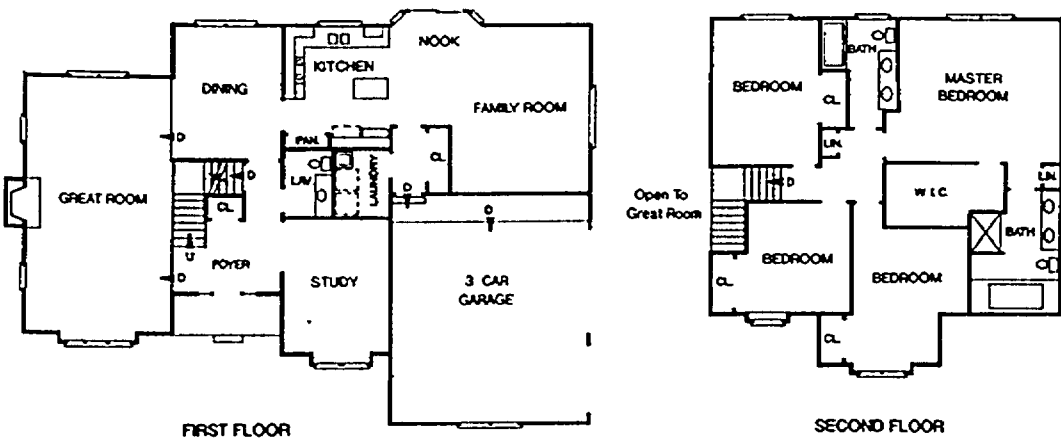 NOOK
KITCHEN
DINING
FAMILY ROOM
D
PAN.
CL
LAV
LAUNDRY
D
D
GREAT ROOM
CL
D
U
FOYER
D
STUDY
3 CAR
GARAGE
FIRST FLOOR
BATH
BEDROOM
MASTER
BEDROOM
CL
LIN.
D
W.I.C.
LIN.
Open To
Great Room
BATH
BEDROOM
BEDROOM
CL
CL
SECOND FLOOR